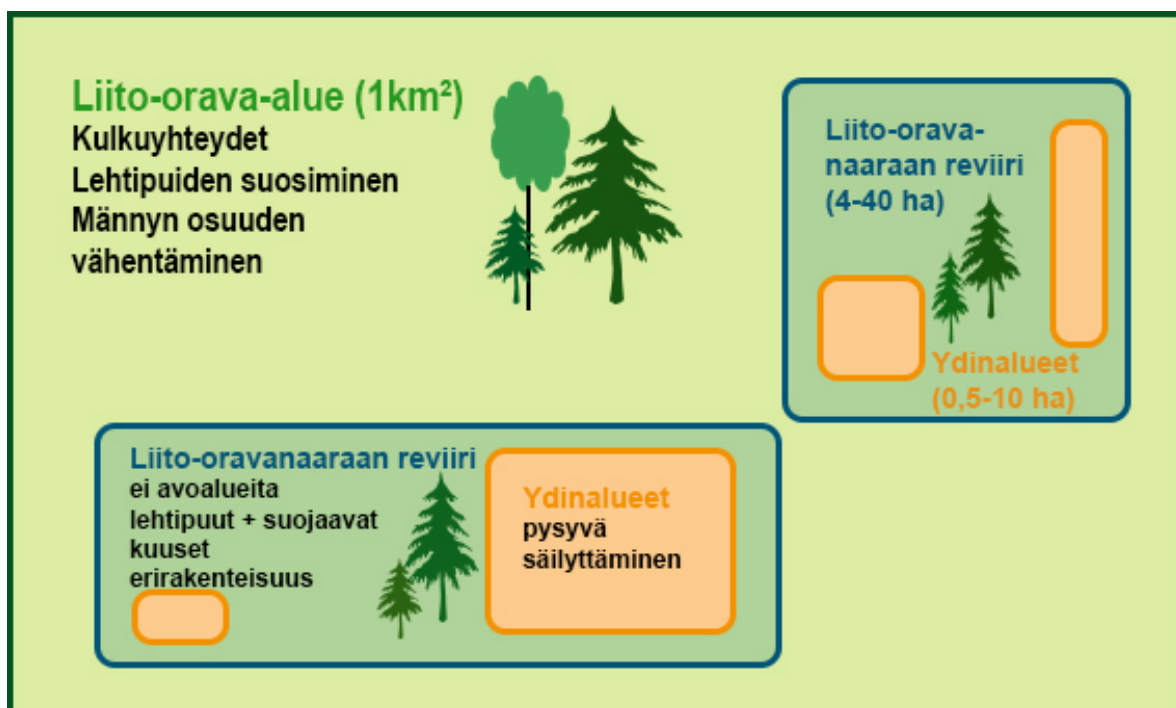 Liito-orava-alue (1km²)
Kulkuyhteydet
Lehtipuiden suosiminen
Männyn osuuden
vähentäminen
Liito-orava-
naaraan reviiri
(4-40 ha)
Ydinalueet
(0,5-10 ha)
Liito-oravanaaraan reviiri
ei avoalueita
lehtipuut + suojaavat
kuuset
erirakenteisuus
Ydinalueet
pysyvä
säilyttäminen